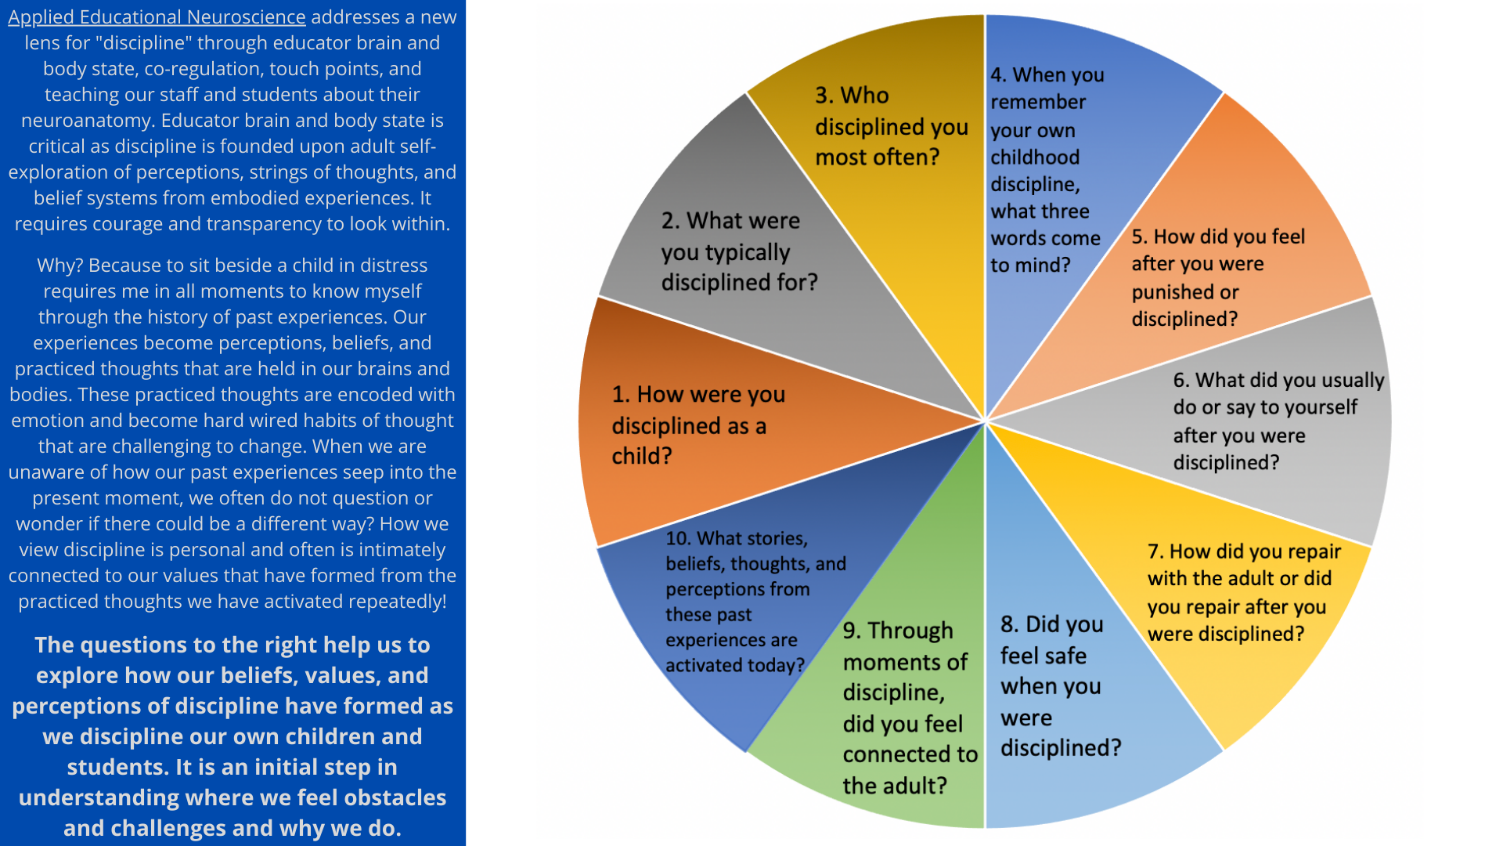 Applied Educational Neuroscience addresses a new
lens for "discipline" through educator brain and
body state, co-regulation, touch points, and
teaching our staff and students about their
neuroanatomy. Educator brain and body state is
critical as discipline is founded upon adult self-
exploration of perceptions, strings of thoughts, and
belief systems from embodied experiences. It
requires courage and transparency to look within.
Why? Because to sit beside a child in distress
requires me in all moments to know myself
through the history of past experiences. Our
experiences become perceptions, beliefs, and
practiced thoughts that are held in our brains and
bodies. These practiced thoughts are encoded with
emotion and become hard wired habits of thought
that are challenging to change. When we are
unaware of how our past experiences seep into the
present moment, we often do not question or
wonder if there could be a different way? How we
view discipline is personal and often is intimately
connected to our values that have formed from the
practiced thoughts we have activated repeatedly!
The questions to the right help us to
explore how our beliefs, values, and
perceptions of discipline have formed as
we discipline our own children and
students. It is an initial step in
understanding where we feel obstacles
and challenges and why we do.
1. How were you
disciplined as a
child?
2. What were
you typically
disciplined for?
3. Who
disciplined you
most often?
4. When you
remember
your own
childhood
discipline,
what three
words come
to mind?
5. How did you feel
after you were
punished or
disciplined?
6. What did you usually
do or say to yourself
after you were
disciplined?
7. How did you repair
with the adult or did
you repair after you
were disciplined?
8. Did you
feel safe
when you
were
disciplined?
9. Through
moments of
discipline,
did you feel
connected to
the adult?
10. What stories,
beliefs, thoughts, and
perceptions from
these past
experiences are
activated today?